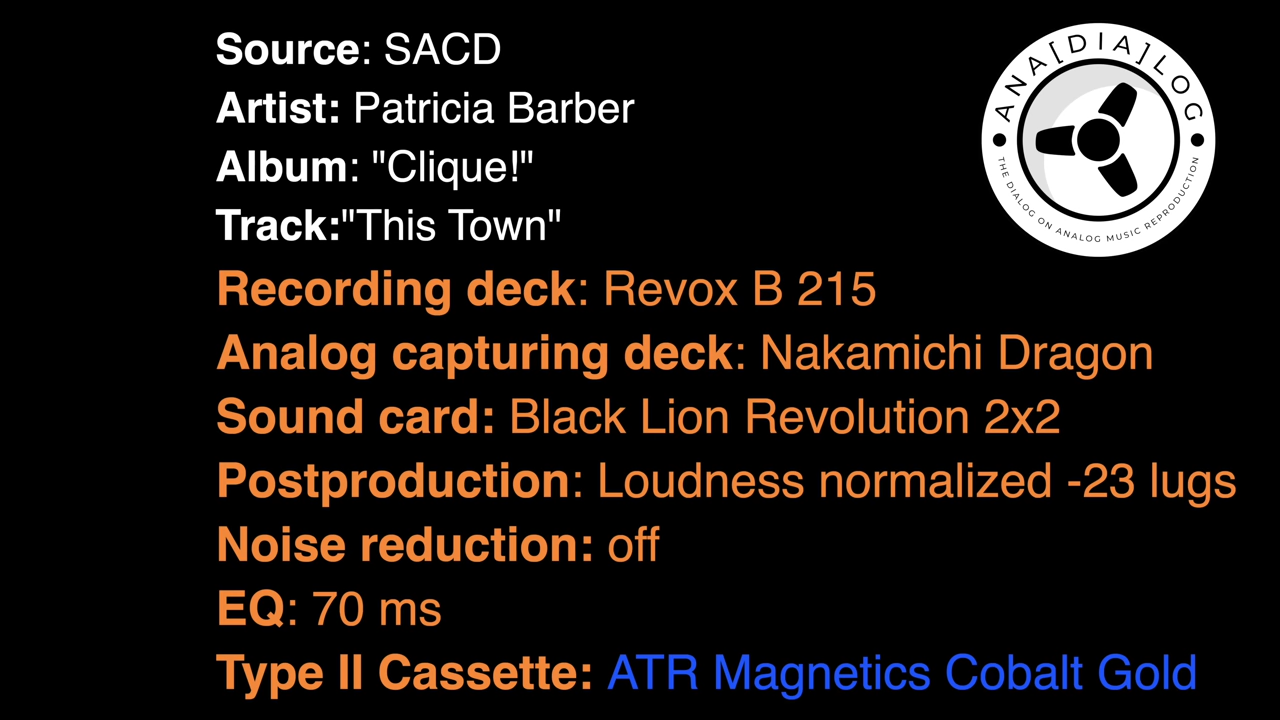 Source: SACD
Artist: Patricia Barber
Album: "Clique!"
Track:"This Town"
Recording deck: Revox B 215
Analog capturing deck: Nakamichi Dragon
Sound card: Black Lion Revolution 2x2
Postproduction: Loudness normalized -23 lugs
Noise reduction: off
EQ: 70 ms
Type II Cassette: ATR Magnetics Cobalt Gold
ANA[DIA]LOG
THE DIALOG ON ANALOG MUSIC REPRODUCTION